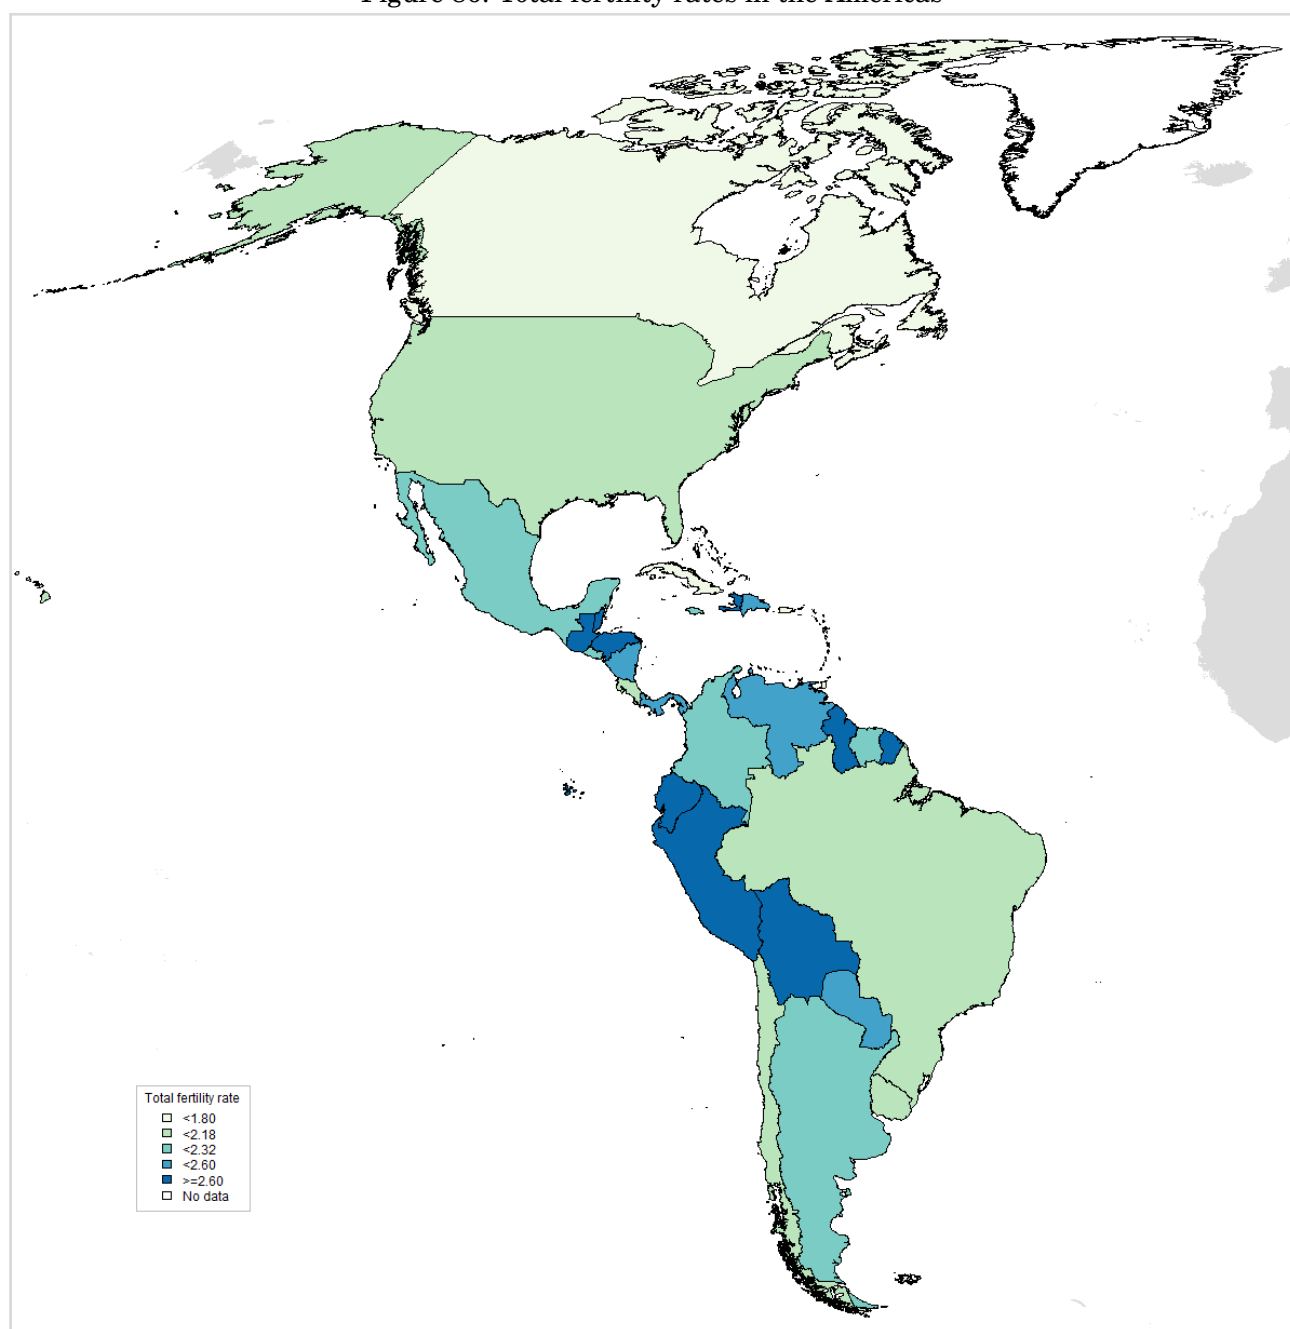 Total fertility rate
<1.80
<2.18
<2.32
<2.60
>=2.60
No data